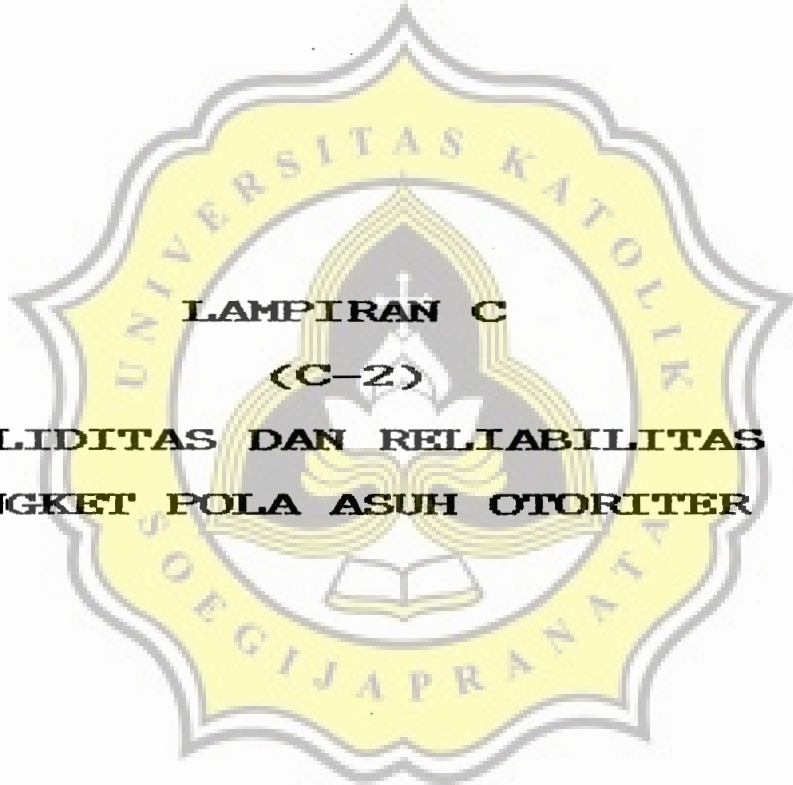 UNIVERSITAS KATOLIK
LAMPIRAN C
(C-2)
LIDITAS DAN RELIABILITAS
NGKET POLA ASUH OTORITER
SOEGIJAPRANATA